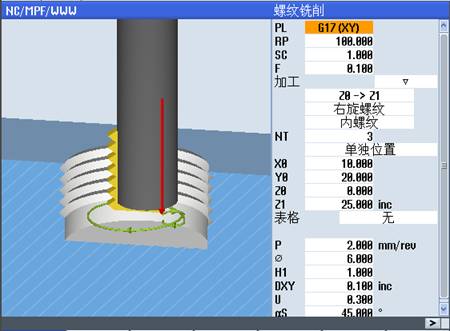 NC/MPF/WWW
螺纹铣削
PL G17(XY)
RP 100.000
SC 1.000
F 0.100
加工 ▽
Z0 -> Z1
右旋螺纹
内螺纹
NT 3
单独位置
X0 10.000
Y0 20.000
Z0 0.000
Z1 25.000 inc
表格 无
P 2.000 mm/rev
∅ 6.000
H1 1.000
DXY 0.100 inc
U 0.300
αS 45.000 °